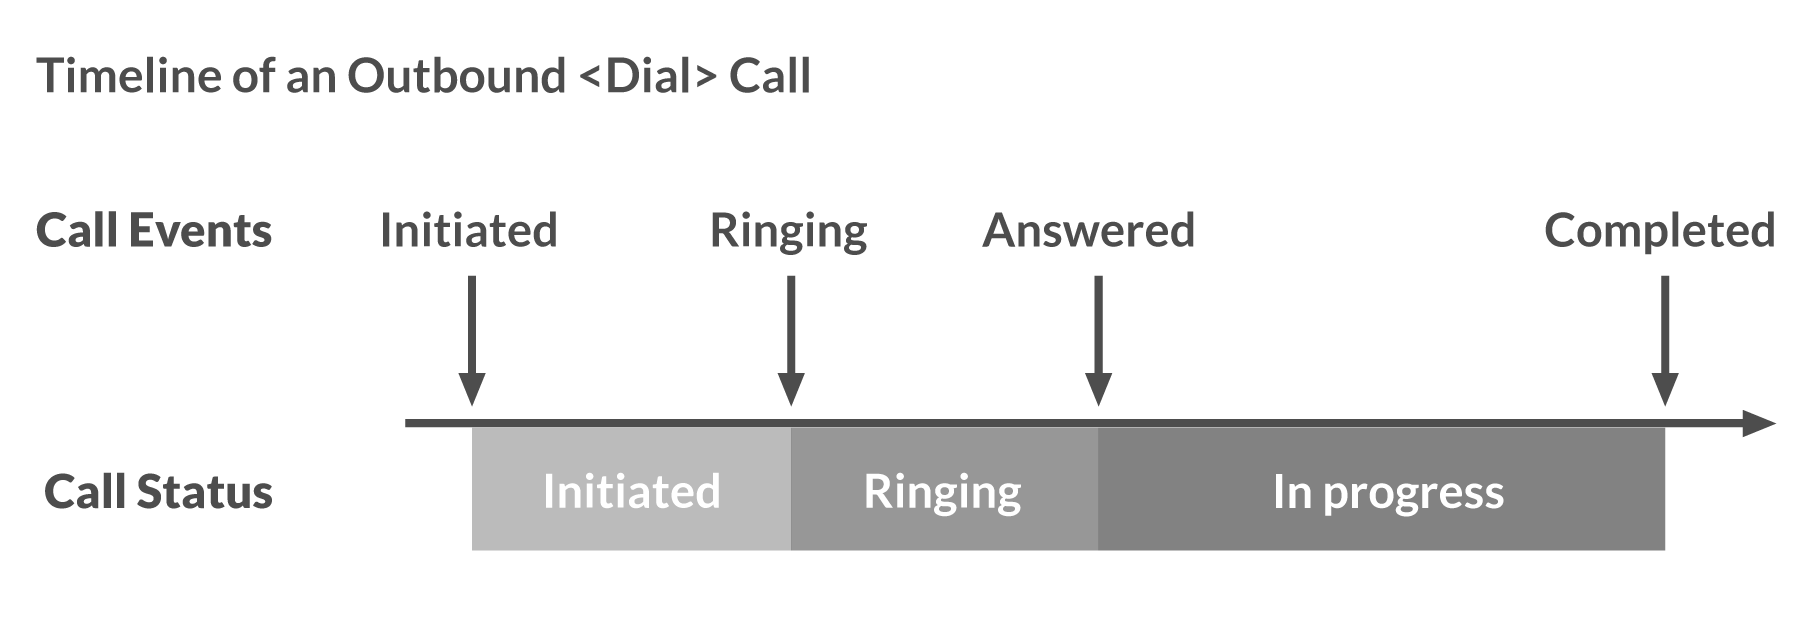 Timeline of an Outbound <Dial> Call
Call Events Initiated Ringing Answered Completed
Call Status Initiated Ringing In progress